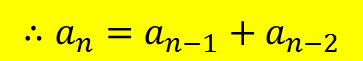 ∴ aₙ = aₙ₋₁ + aₙ₋₂